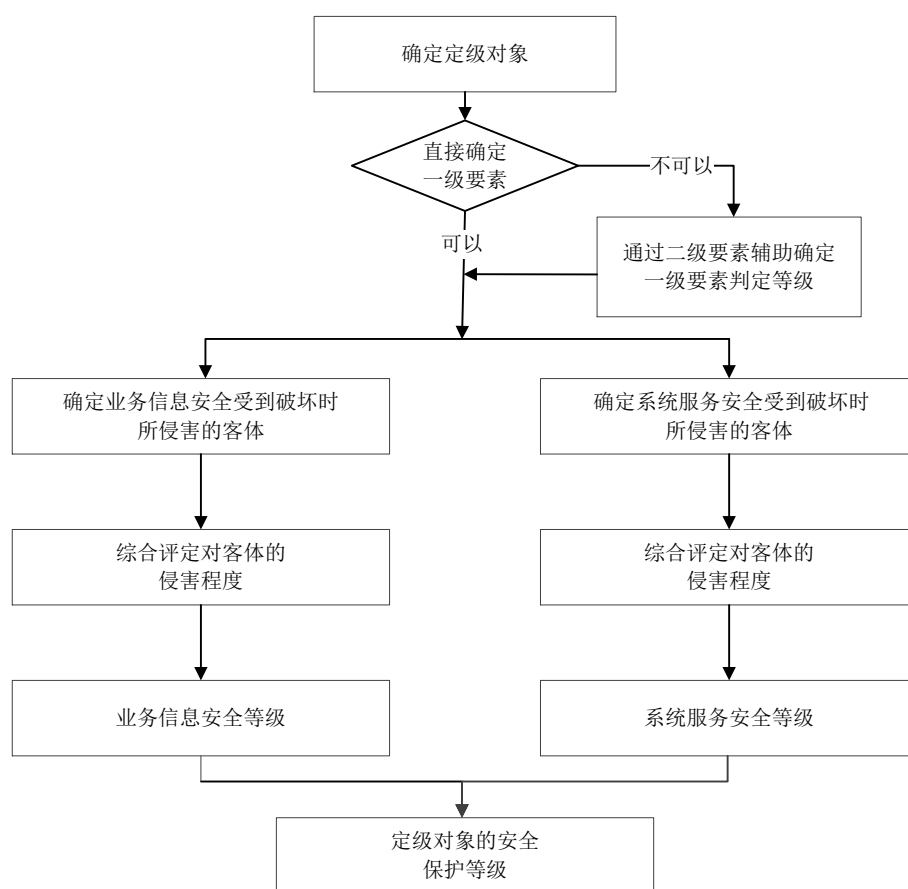 确定定级对象
直接确定
一级要素
不可以
可以
通过二级要素辅助确定
一级要素判定等级
确定业务信息安全受到破坏时
所侵害的客体
确定系统服务安全受到破坏时
所侵害的客体
综合评定对客体的
侵害程度
综合评定对客体的
侵害程度
业务信息安全等级
系统服务安全等级
定级对象的安全
保护等级